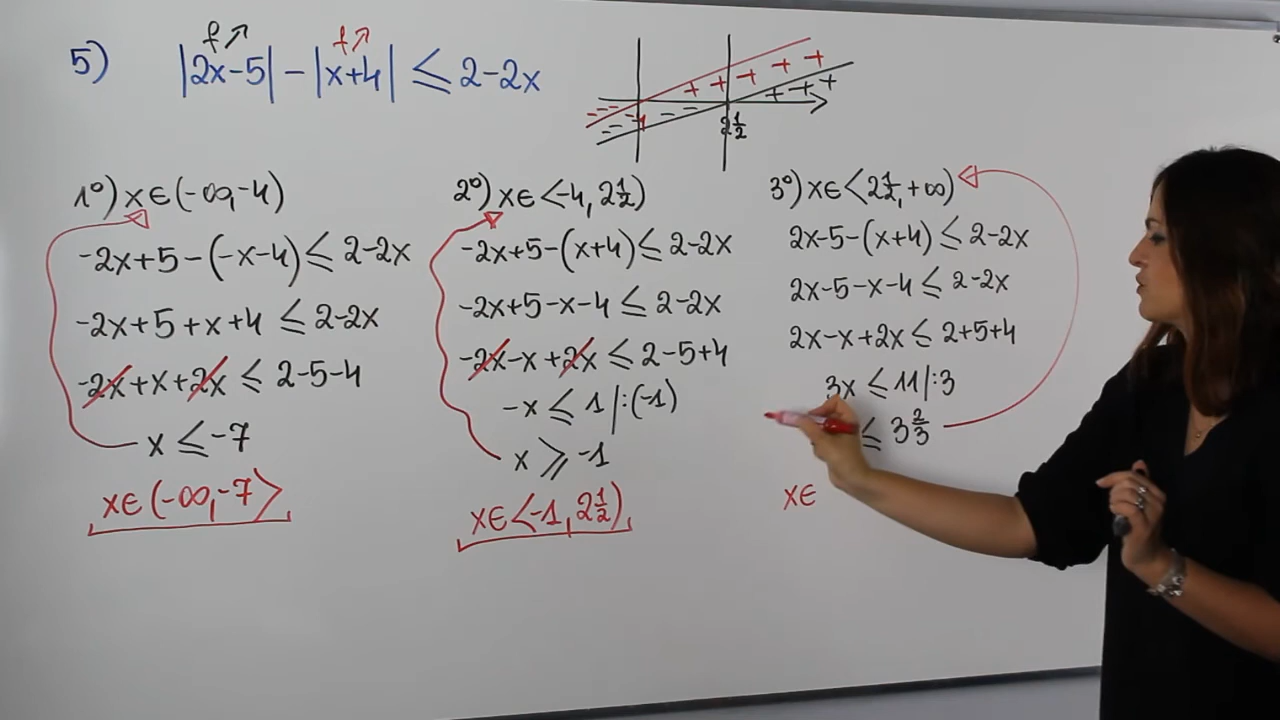 5) |2x-5| - |x+4| ≤ 2-2x
f↗ f↗
+ + + + +
+ + +
- - - - -
- - - -
2½
1°) x∈(-∞,-4)
-2x+5-(-x-4) ≤ 2-2x
-2x+5+x+4 ≤ 2-2x
-2x+x+2x ≤ 2-5-4
x ≤ -7
x∈(-∞,-7>
2°) x∈<-4, 2½)
-2x+5-(x+4) ≤ 2-2x
-2x+5-x-4 ≤ 2-2x
-2x-x+2x ≤ 2-5+4
-x ≤ 1 /:(-1)
x ≥ -1
x∈<-1, 2½)
3°) x∈<2½, +∞)
2x-5-(x+4) ≤ 2-2x
2x-5-x-4 ≤ 2-2x
2x-x+2x ≤ 2+5+4
3x ≤ 11 /:3
≤ 3⅔
x∈